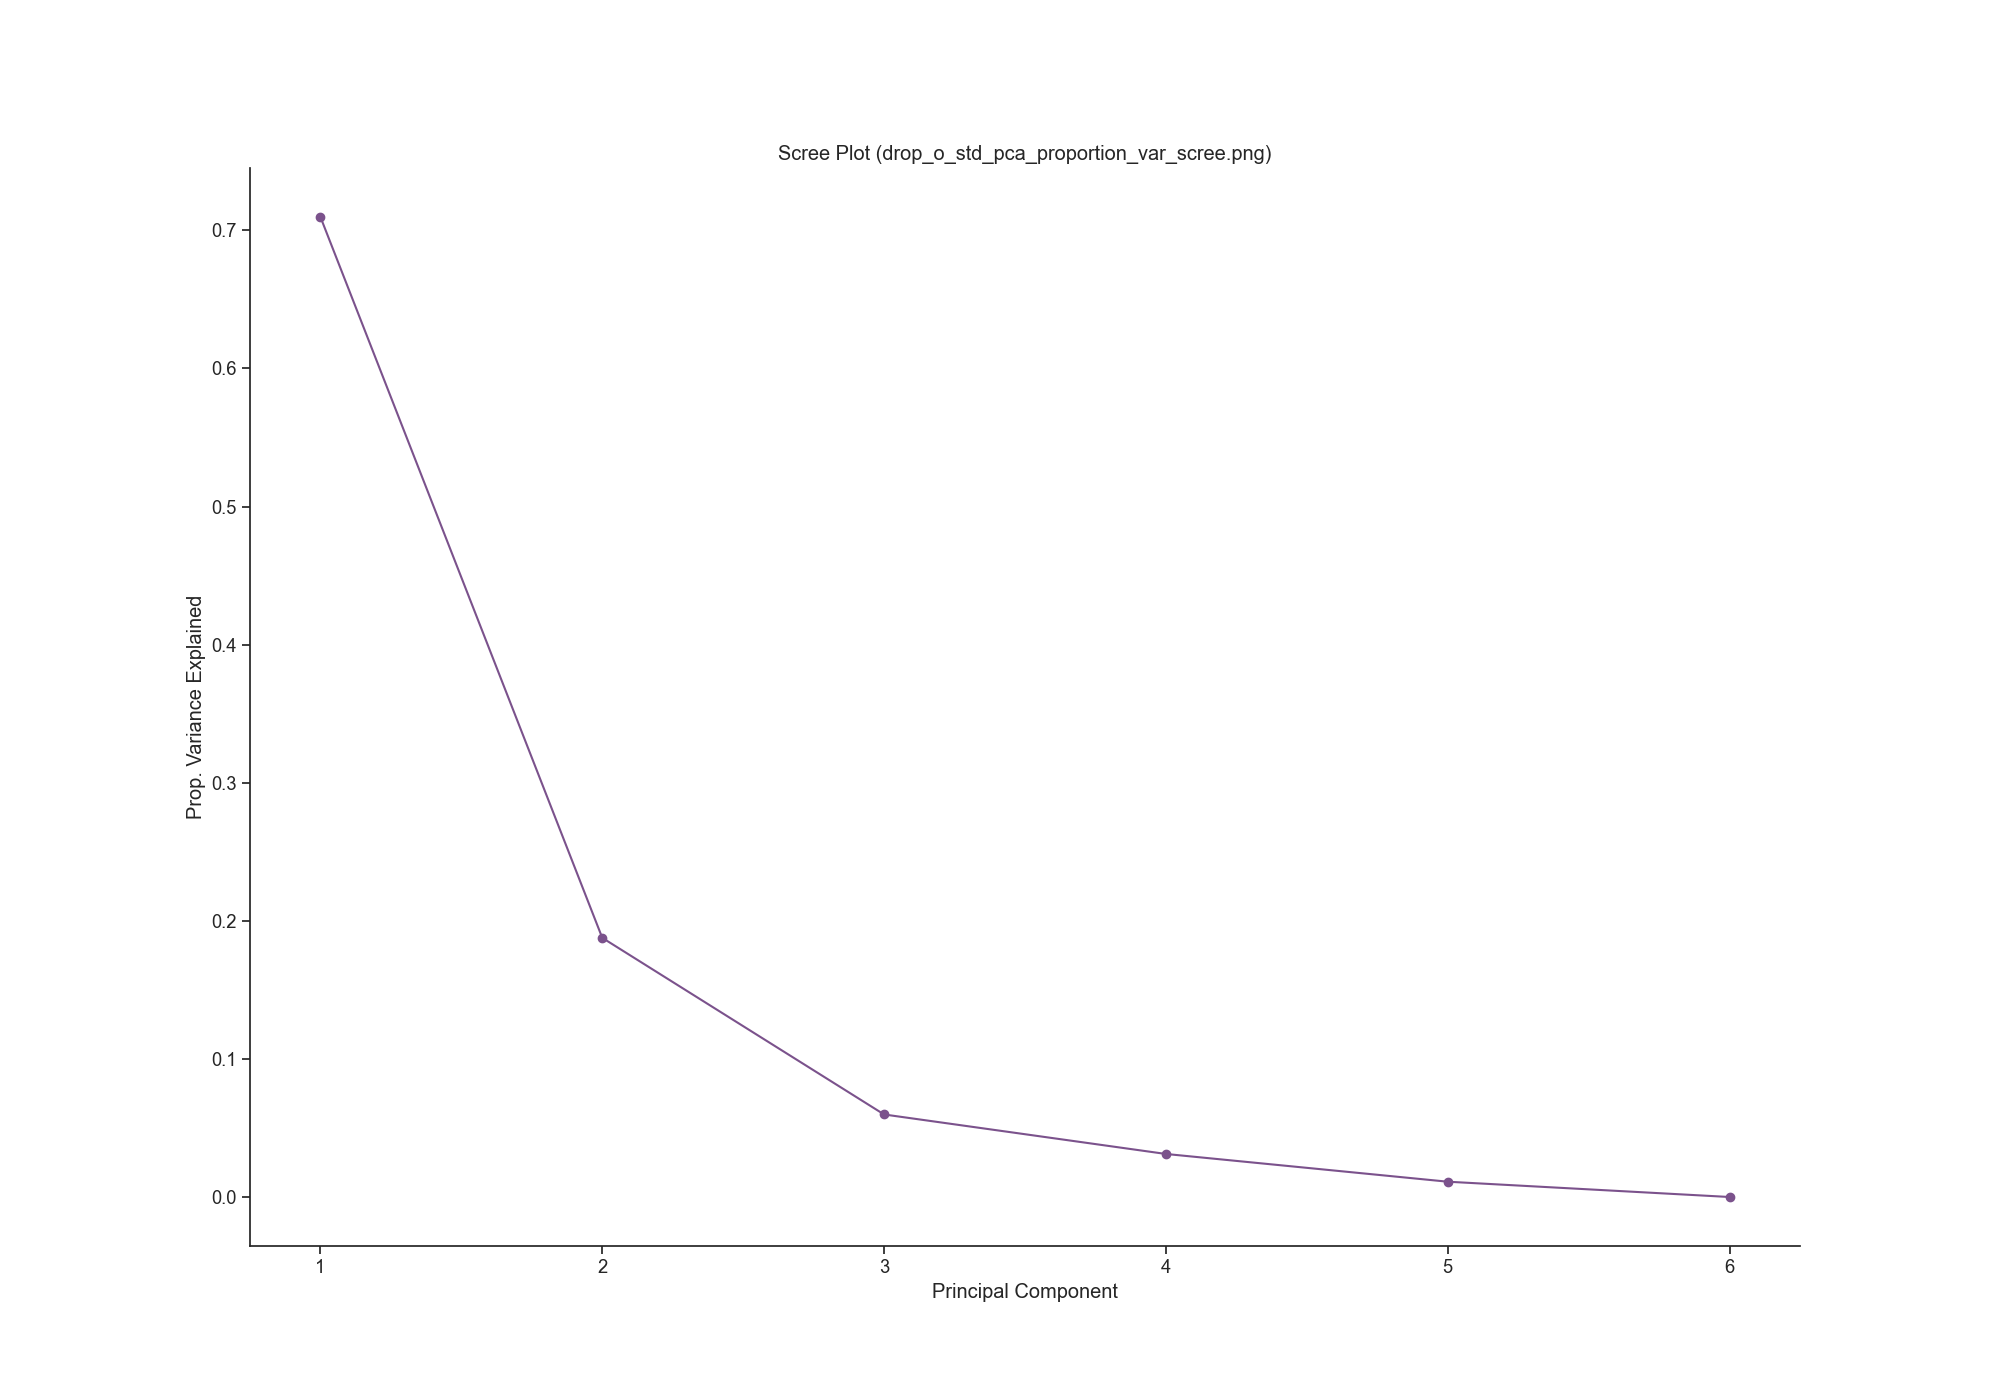 Scree Plot (drop_o_std_pca_proportion_var_scree.png)
0.7
0.6
0.5
0.4
0.3
0.2
0.1
0.0
Prop. Variance Explained
1 2 3 4 5 6
Principal Component